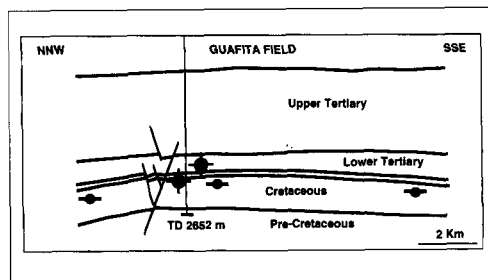 NNW GUAFITA FIELD SSE
Upper Tertiary
Lower Tertiary
Cretaceous
TD 2652 m Pre-Cretaceous
2 Km